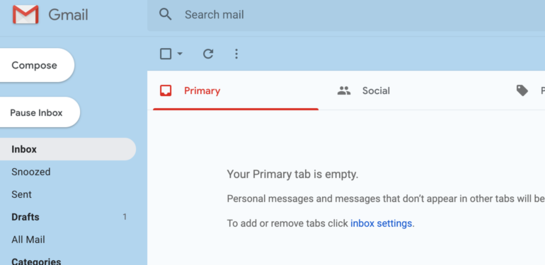 Gmail
Search mail
Compose
Pause Inbox
Primary
Social
P
Inbox
Snoozed
Sent
Drafts 1
All Mail
Categories
Your Primary tab is empty.
Personal messages and messages that don't appear in other tabs will be
To add or remove tabs click inbox settings.